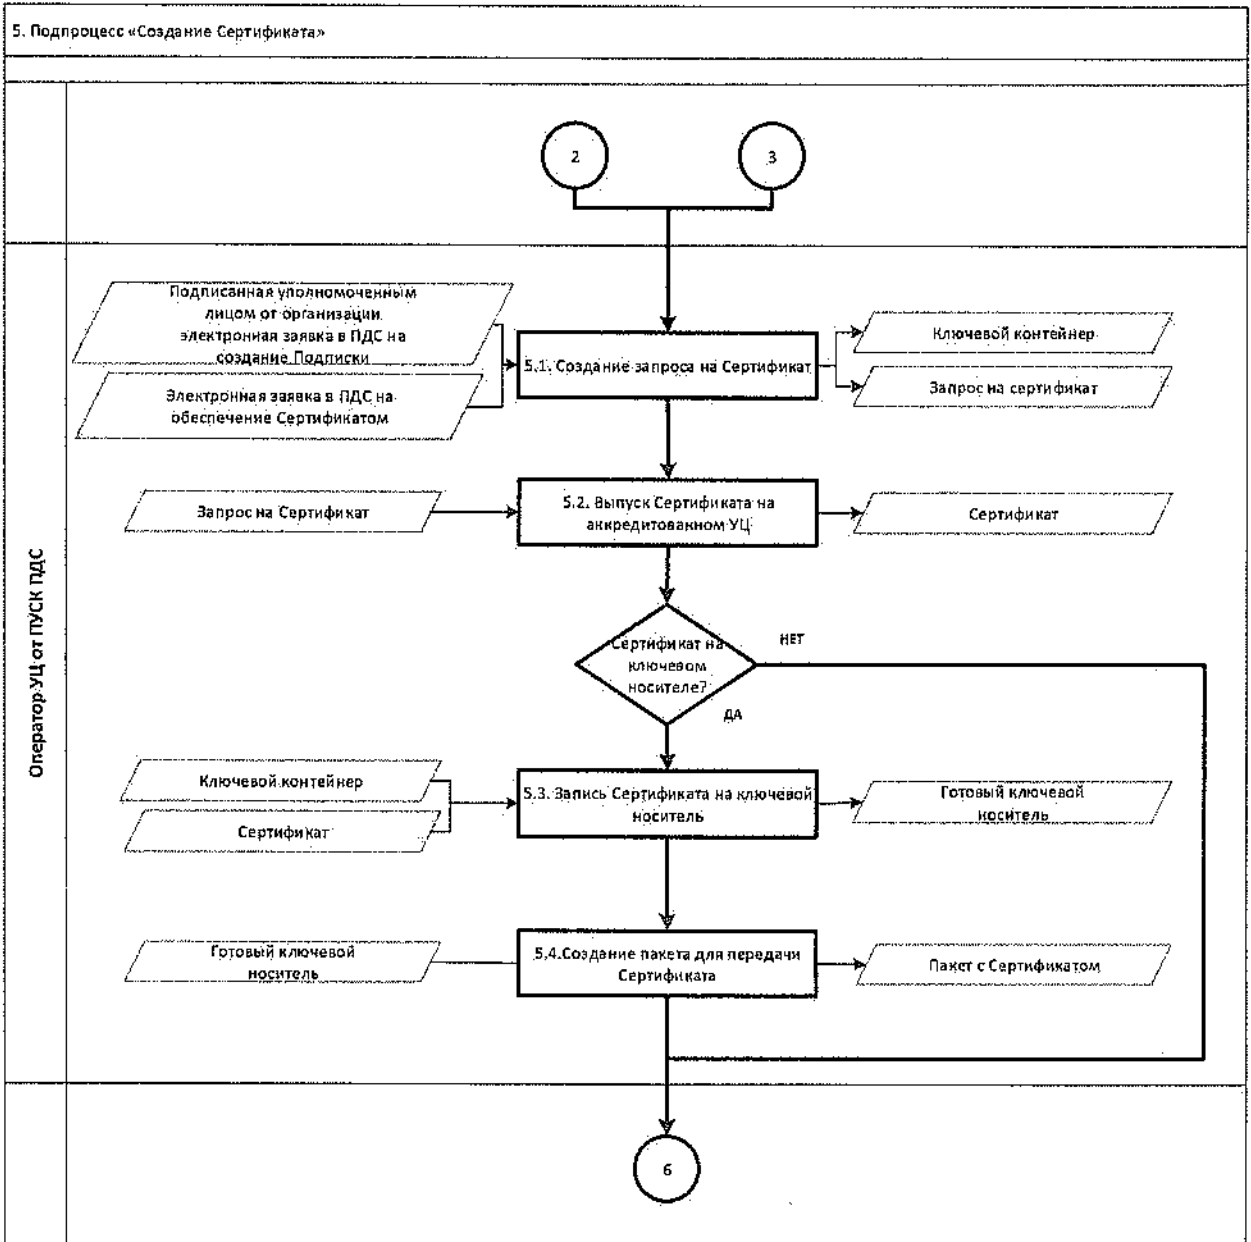 5. Подпроцесс «Создание Сертификата»
2
3
Подписанная уполномоченным
лицом от организации
электронная заявка в ПДС на
создание Подписки
Электронная заявка в ПДС на
обеспечение Сертификатом
5.1. Создание запроса на Сертификат
Ключевой контейнер
Запрос на сертификат
Запрос на Сертификат
5.2. Выпуск Сертификата на
аккредитованном УЦ
Сертификат
Оператор УЦ от ПУСК ПДС
Сертификат на
ключевом
носителе?
НЕТ
ДА
Ключевой контейнер
Сертификат
5.3. Запись Сертификата на ключевой
носитель
Готовый ключевой
носитель
Готовый ключевой
носитель
5.4.Создание пакета для передачи
Сертификата
Пакет с Сертификатом
6